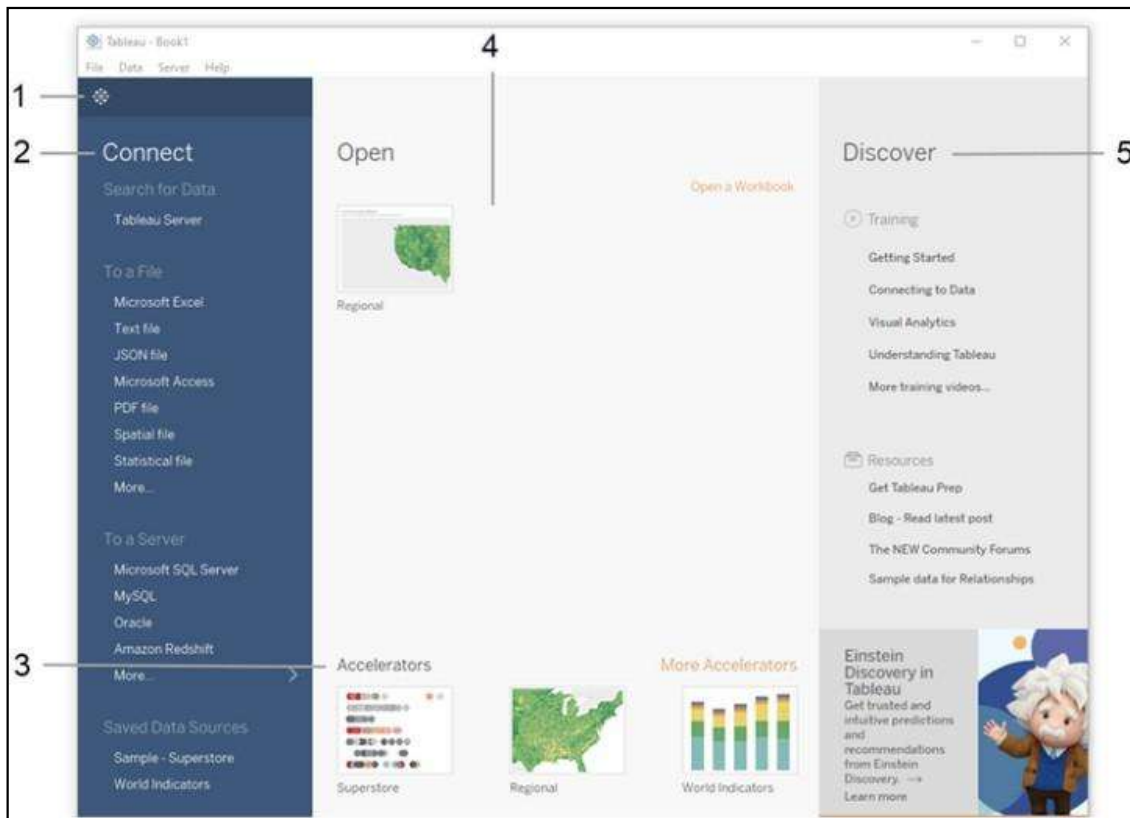 Tableau - Book1
File Data Server Help
4
1
2
Connect
Search for Data
Tableau Server
To a File
Microsoft Excel
Text file
JSON file
Microsoft Access
PDF file
Spatial file
Statistical file
More...
To a Server
Microsoft SQL Server
MySQL
Oracle
Amazon Redshift
More...
3
Saved Data Sources
Sample - Superstore
World Indicators
Open
Open a Workbook
Regional
Accelerators
More Accelerators
Superstore
Regional
World Indicators
Discover
5
Training
Getting Started
Connecting to Data
Visual Analytics
Understanding Tableau
More training videos...
Resources
Get Tableau Prep
Blog - Read latest post
The NEW Community Forums
Sample data for Relationships
Einstein
Discovery in
Tableau
Get trusted and
intuitive predictions
and
recommendations
from Einstein
Discovery. →
Learn more